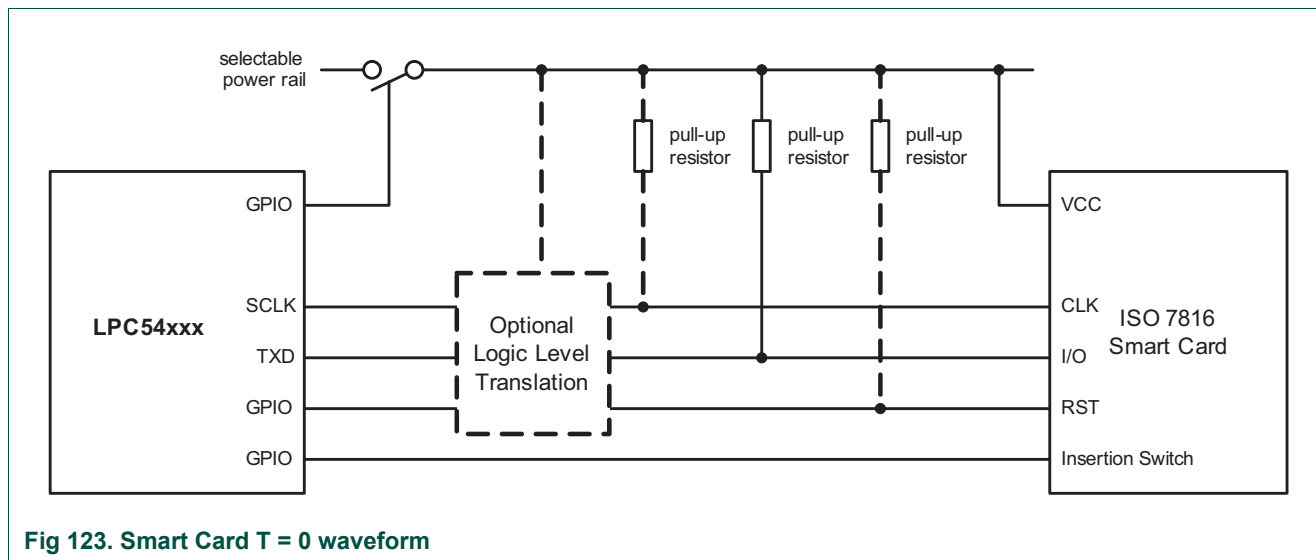 selectable
power rail
pull-up
resistor
pull-up
resistor
pull-up
resistor
GPIO
VCC
LPC54xxx
SCLK
TXD
GPIO
GPIO
Optional
Logic Level
Translation
CLK
I/O
RST
Insertion Switch
ISO 7816
Smart Card
Fig 123. Smart Card T = 0 waveform